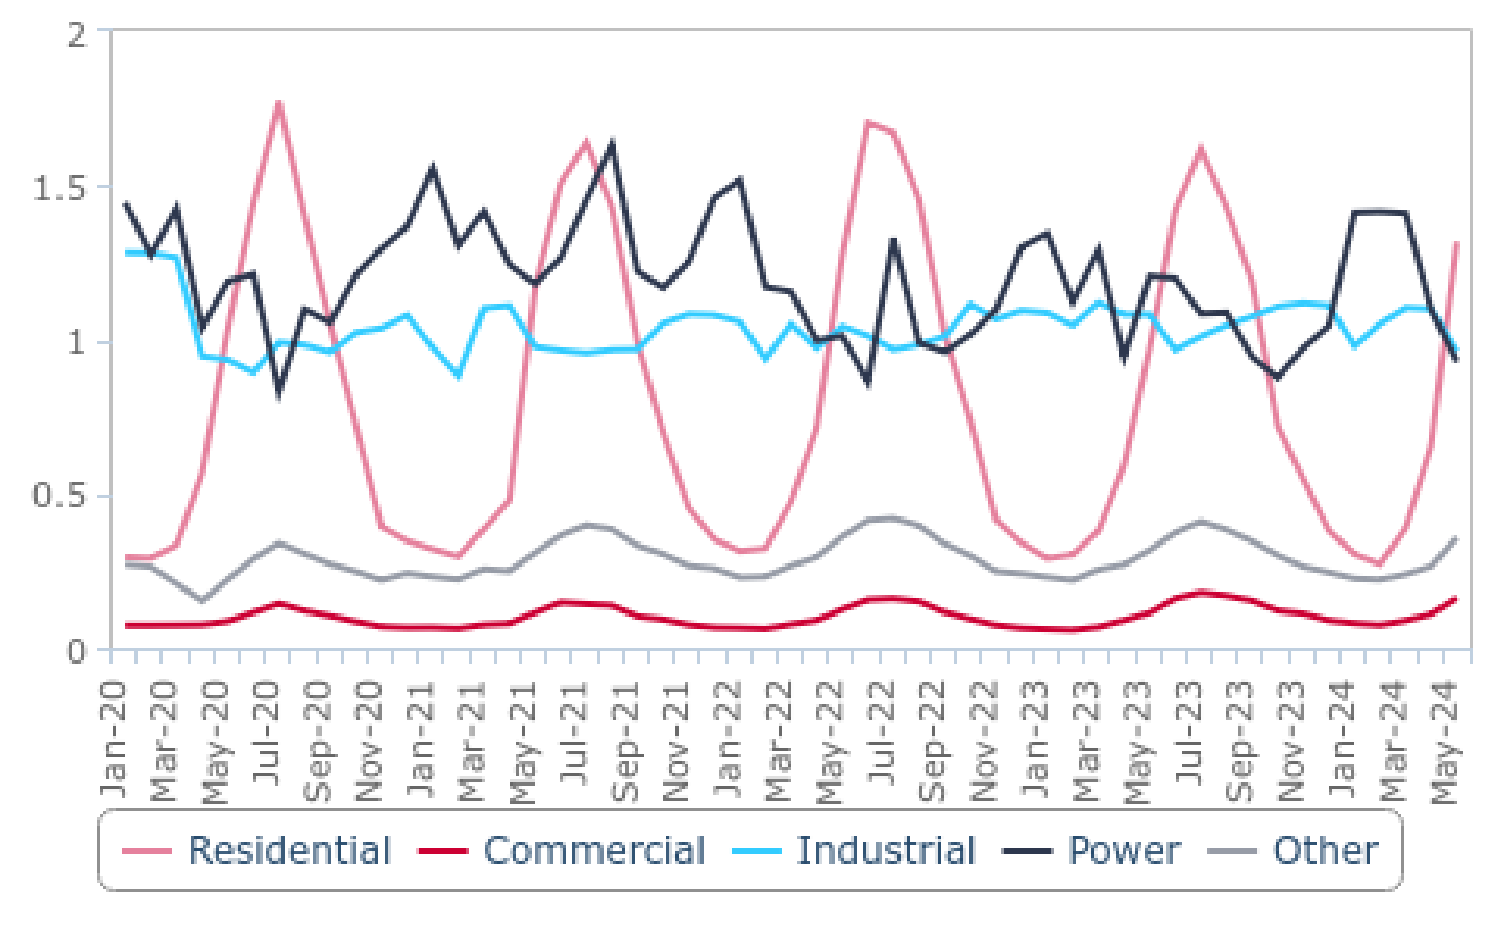 2
1.5
1
0.5
0
Jan-20
Mar-20
May-20
Jul-20
Sep-20
Nov-20
Jan-21
Mar-21
May-21
Jul-21
Sep-21
Nov-21
Jan-22
Mar-22
May-22
Jul-22
Sep-22
Nov-22
Jan-23
Mar-23
May-23
Jul-23
Sep-23
Nov-23
Jan-24
Mar-24
May-24
Residential Commercial Industrial Power Other